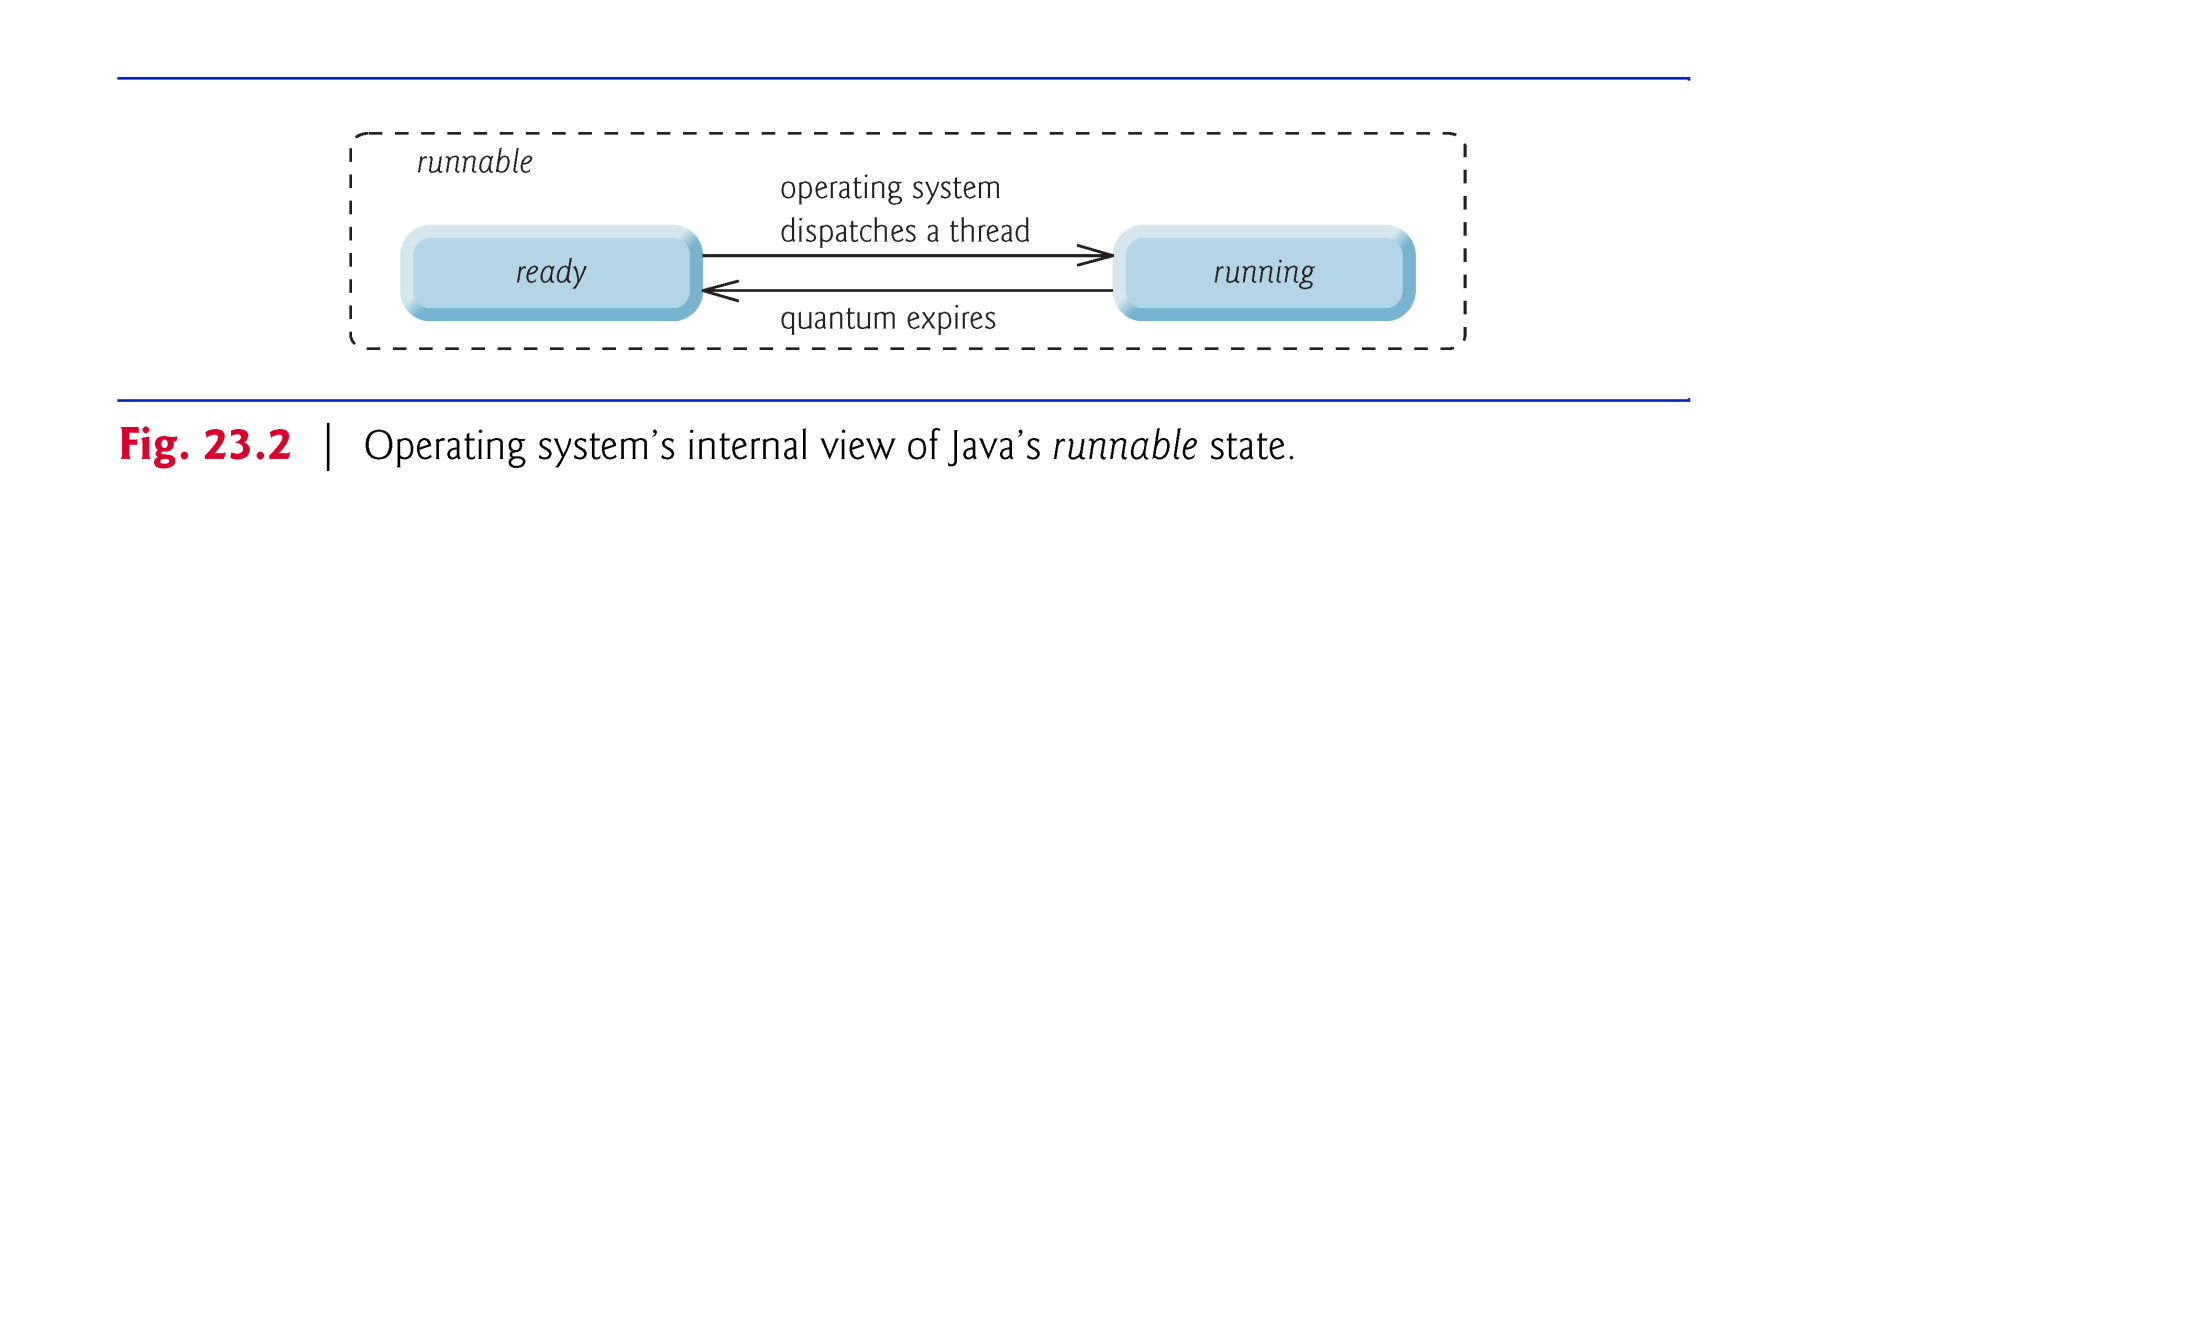 runnable
operating system
dispatches a thread
ready
running
quantum expires
Fig. 23.2 | Operating system’s internal view of Java’s runnable state.